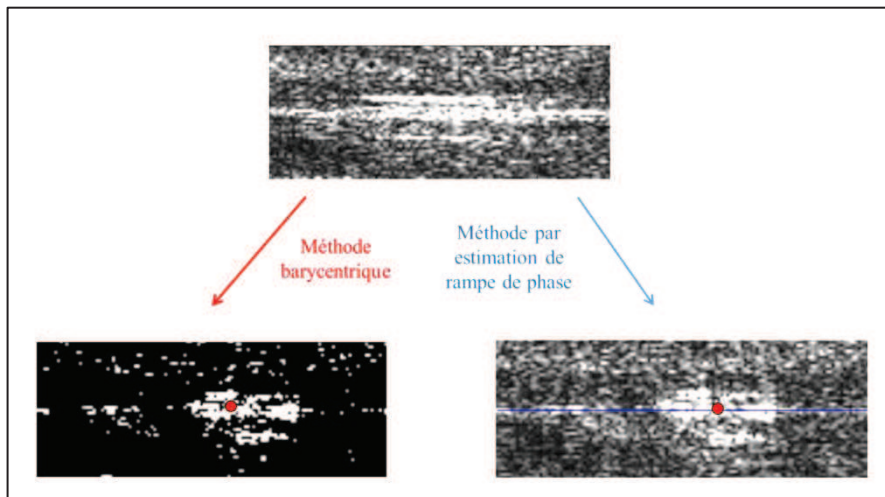 Méthode
barycentrique
Méthode par
estimation de
rampe de phase